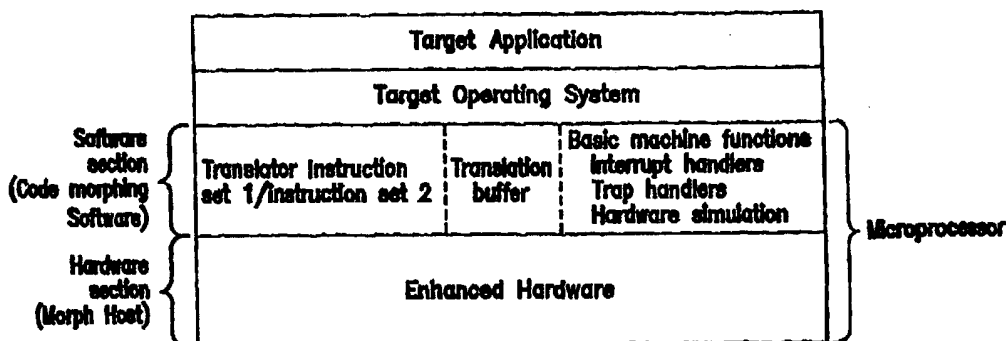 Target Application
Target Operating System
Software
section
(Code morphing
Software)
Translator instruction
set 1/instruction set 2
Translation
buffer
Basic machine functions
Interrupt handlers
Trap handlers
Hardware simulation
Microprocessor
Hardware
section
(Morph Host)
Enhanced Hardware